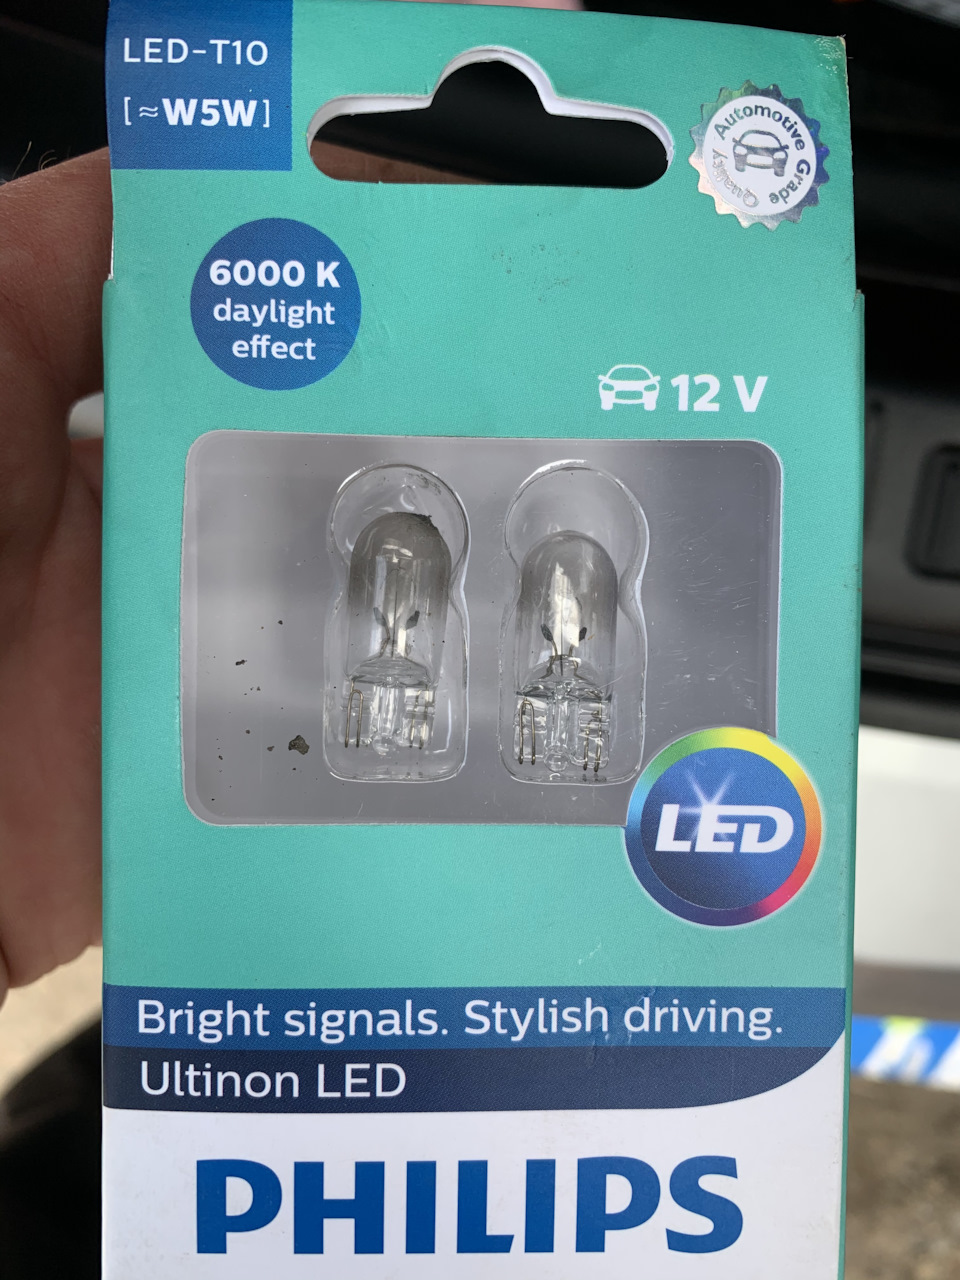 LED-T10
[≈W5W]
Automotive Grade
Quality
6000 K
daylight
effect
12 V
LED
Bright signals. Stylish driving.
Ultinon LED
PHILIPS